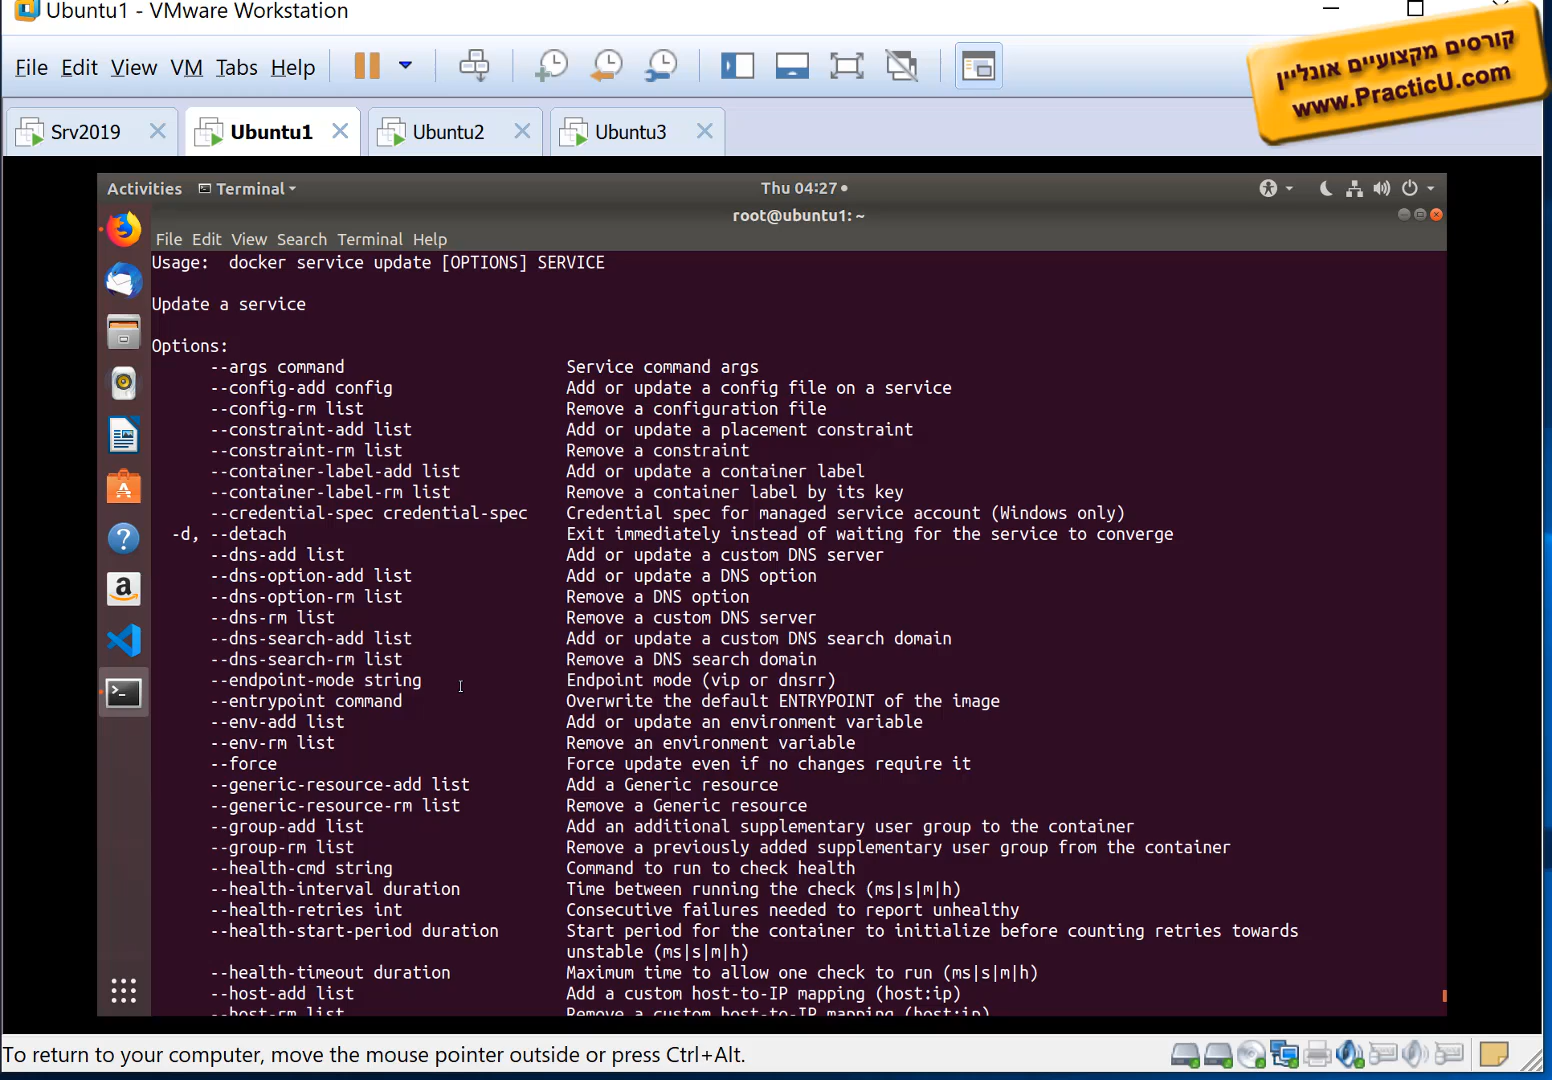 Ubuntu1 - VMware Workstation
קורסים מקצועיים אונליין
www.PracticU.com
File Edit View VM Tabs Help
Srv2019 Ubuntu1 Ubuntu2 Ubuntu3
Activities Terminal Thu 04:27
root@ubuntu1: ~
File Edit View Search Terminal Help
Usage:  docker service update [OPTIONS] SERVICE
Update a service
Options:
--args command Service command args
--config-add config Add or update a config file on a service
--config-rm list Remove a configuration file
--constraint-add list Add or update a placement constraint
--constraint-rm list Remove a constraint
--container-label-add list Add or update a container label
--container-label-rm list Remove a container label by its key
--credential-spec credential-spec Credential spec for managed service account (Windows only)
-d, --detach Exit immediately instead of waiting for the service to converge
--dns-add list Add or update a custom DNS server
--dns-option-add list Add or update a DNS option
--dns-option-rm list Remove a DNS option
--dns-rm list Remove a custom DNS server
--dns-search-add list Add or update a custom DNS search domain
--dns-search-rm list Remove a DNS search domain
--endpoint-mode string Endpoint mode (vip or dnsrr)
--entrypoint command Overwrite the default ENTRYPOINT of the image
--env-add list Add or update an environment variable
--env-rm list Remove an environment variable
--force Force update even if no changes require it
--generic-resource-add list Add a Generic resource
--generic-resource-rm list Remove a Generic resource
--group-add list Add an additional supplementary user group to the container
--group-rm list Remove a previously added supplementary user group from the container
--health-cmd string Command to run to check health
--health-interval duration Time between running the check (ms|s|m|h)
--health-retries int Consecutive failures needed to report unhealthy
--health-start-period duration Start period for the container to initialize before counting retries towards
unstable (ms|s|m|h)
--health-timeout duration Maximum time to allow one check to run (ms|s|m|h)
--host-add list Add a custom host-to-IP mapping (host:ip)
--host-rm list Remove a custom host-to-IP mapping (host:ip)
To return to your computer, move the mouse pointer outside or press Ctrl+Alt.